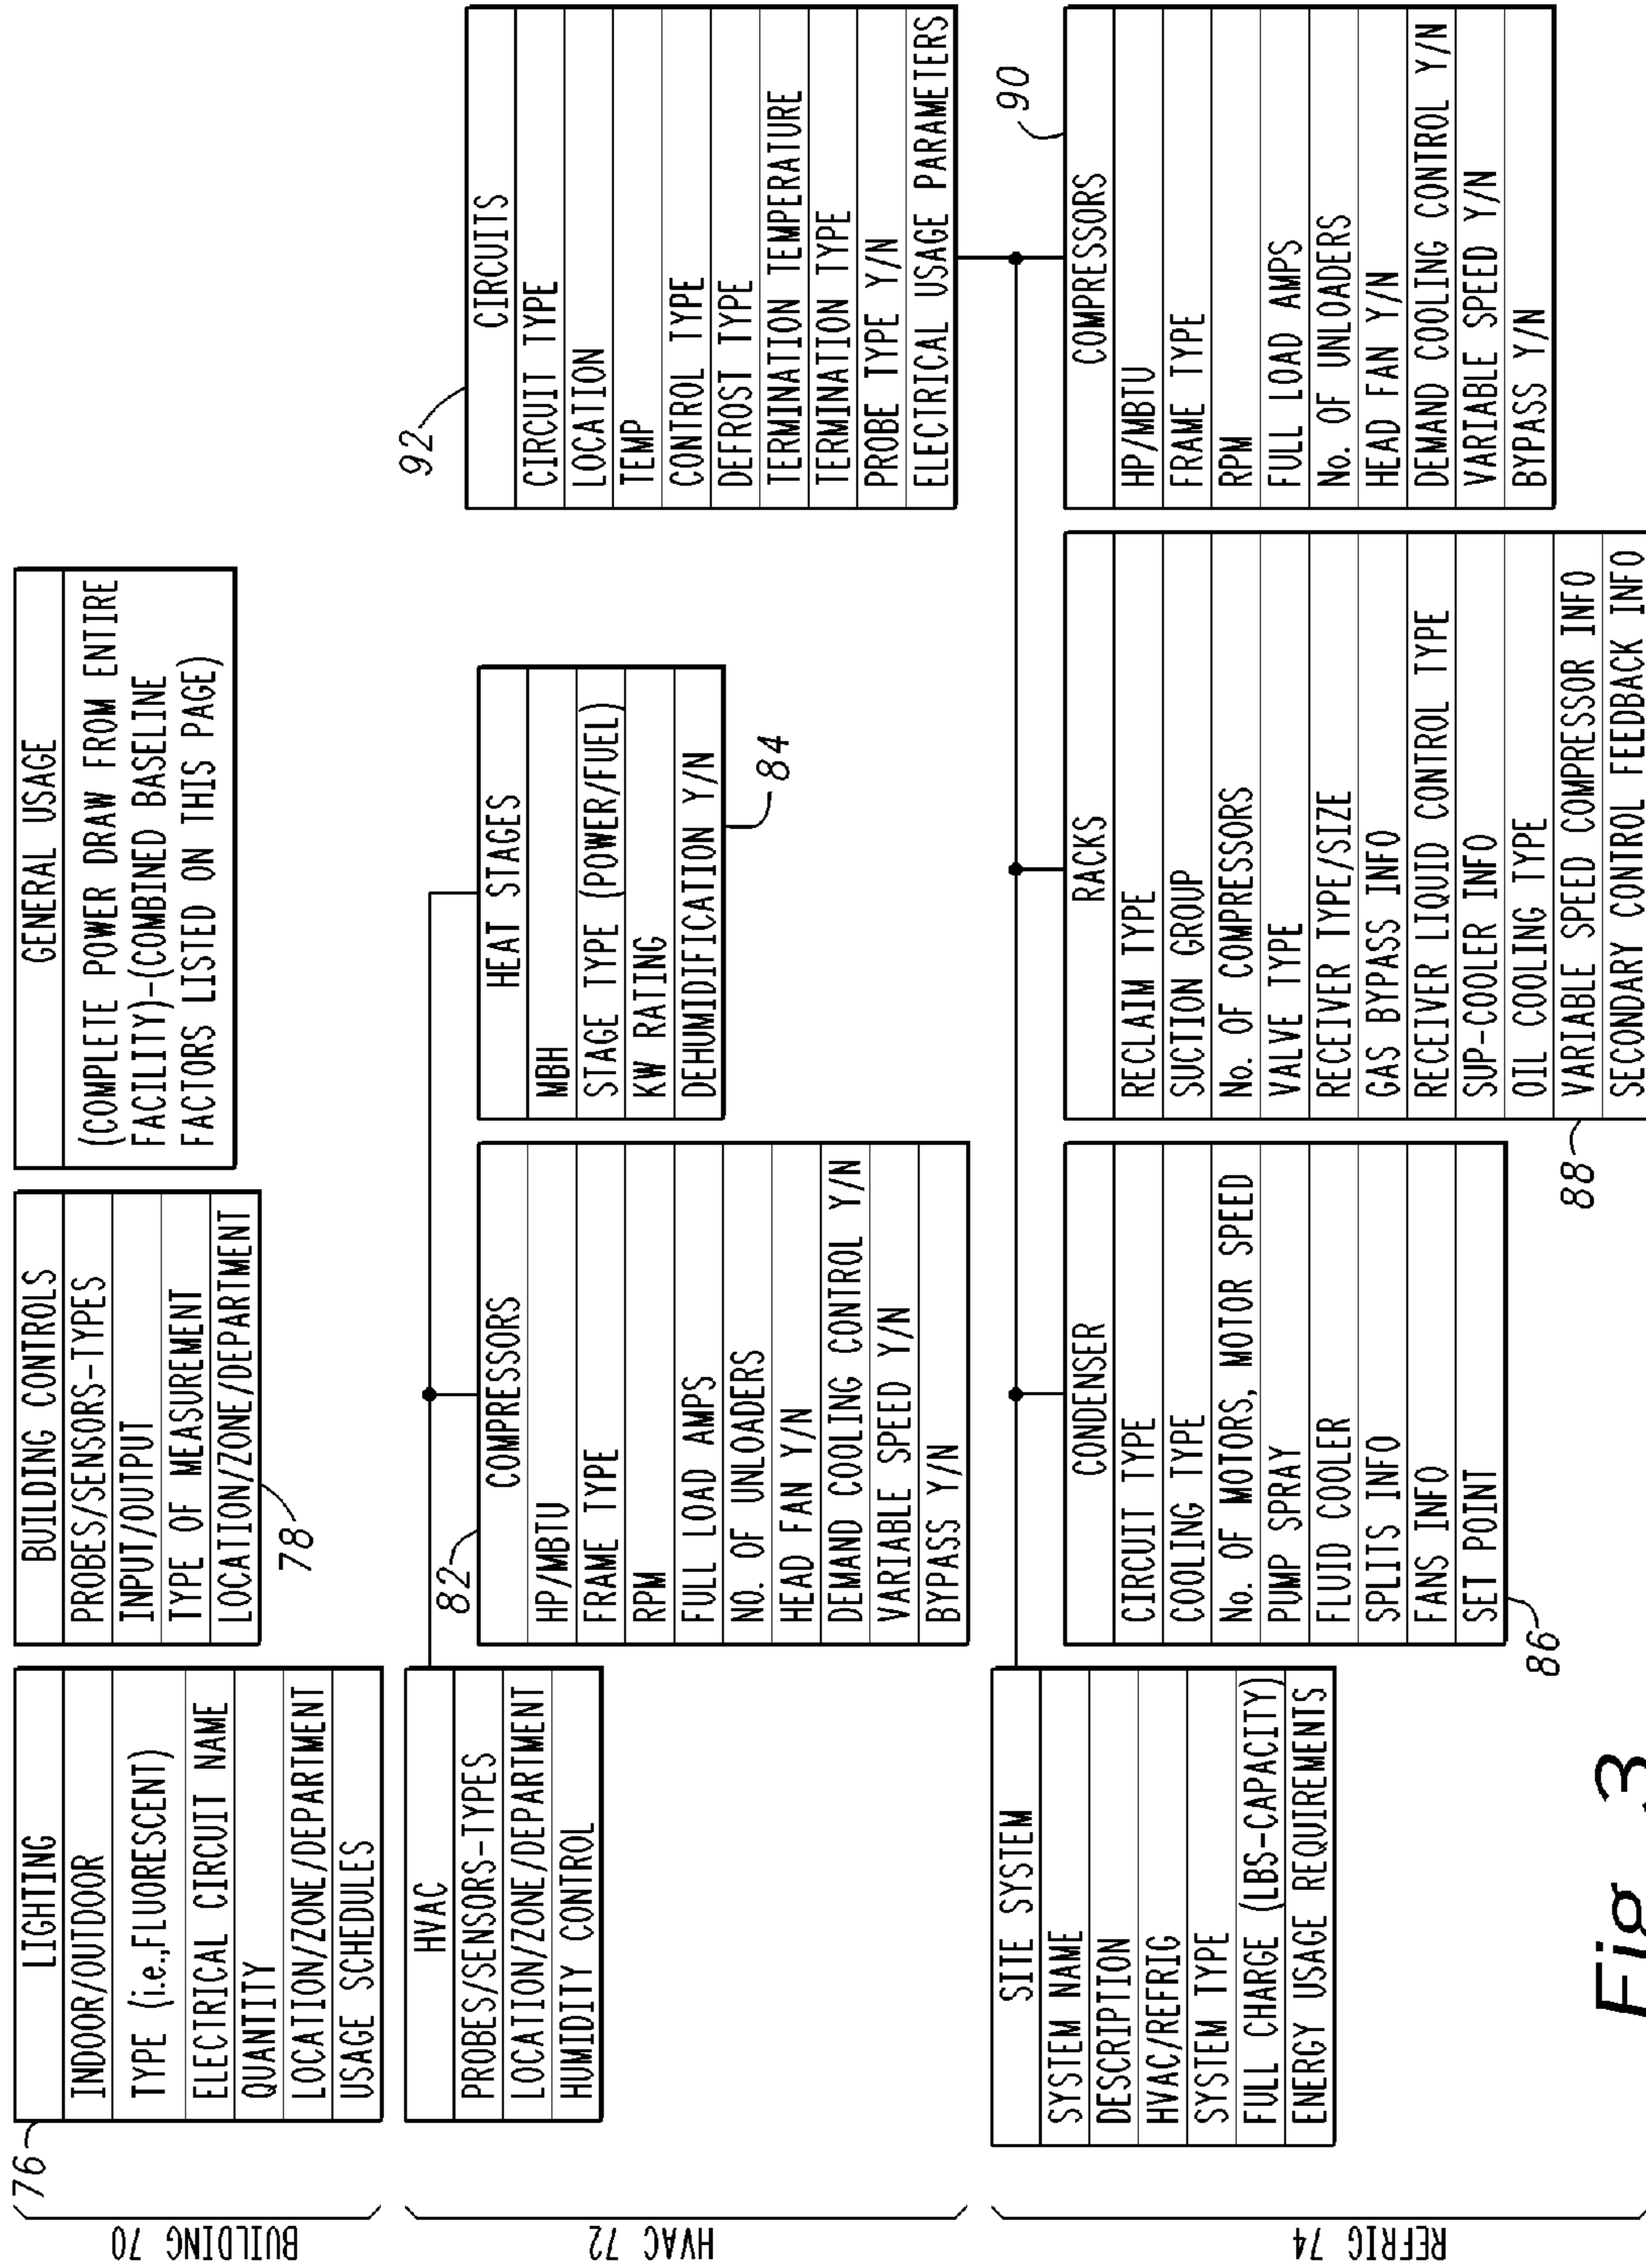 BUILDING 70
76
LIGHTING
INDOOR/OUTDOOR
TYPE (i.e.,FLUORESCENT)
ELECTRICAL CIRCUIT NAME
QUANTITY
LOCATION/ZONE/DEPARTMENT
USAGE SCHEDULES
BUILDING CONTROLS
PROBES/SENSORS-TYPES
INPUT/OUTPUT
TYPE OF MEASUREMENT
LOCATION/ZONE/DEPARTMENT
78
GENERAL USAGE
(COMPLETE POWER DRAW FROM ENTIRE
FACILITY)-(COMBINED BASELINE
FACTORS LISTED ON THIS PAGE)
HVAC 72
HVAC
PROBES/SENSORS-TYPES
LOCATION/ZONE/DEPARTMENT
HUMIDITY CONTROL
82
COMPRESSORS
HP/MBTU
FRAME TYPE
RPM
FULL LOAD AMPS
NO. OF UNLOADERS
HEAD FAN Y/N
DEMAND COOLING CONTROL Y/N
VARIABLE SPEED Y/N
BYPASS Y/N
HEAT STAGES
MBH
STAGE TYPE (POWER/FUEL)
KW RATING
DEHUMIDIFICATION Y/N
84
92
CIRCUITS
CIRCUIT TYPE
LOCATION
TEMP
CONTROL TYPE
DEFROST TYPE
TERMINATION TEMPERATURE
TERMINATION TYPE
PROBE TYPE Y/N
ELECTRICAL USAGE PARAMETERS
REFRIG 74
SITE SYSTEM
SYSTEM NAME
DESCRIPTION
HVAC/REFRIG
SYSTEM TYPE
FULL CHARGE (LBS-CAPACITY)
ENERGY USAGE REQUIREMENTS
CONDENSER
CIRCUIT TYPE
COOLING TYPE
No. OF MOTORS, MOTOR SPEED
PUMP SPRAY
FLUID COOLER
SPLITS INFO
FANS INFO
SET POINT
86
RACKS
RECLAIM TYPE
SUCTION GROUP
No. OF COMPRESSORS
VALVE TYPE
RECEIVER TYPE/SIZE
GAS BYPASS INFO
RECEIVER LIQUID CONTROL TYPE
SUP-COOLER INFO
OIL COOLING TYPE
VARIABLE SPEED COMPRESSOR INFO
SECONDARY CONTROL FEEDBACK INFO
88
90
COMPRESSORS
HP/MBTU
FRAME TYPE
RPM
FULL LOAD AMPS
No. OF UNLOADERS
HEAD FAN Y/N
DEMAND COOLING CONTROL Y/N
VARIABLE SPEED Y/N
BYPASS Y/N
Fig 3